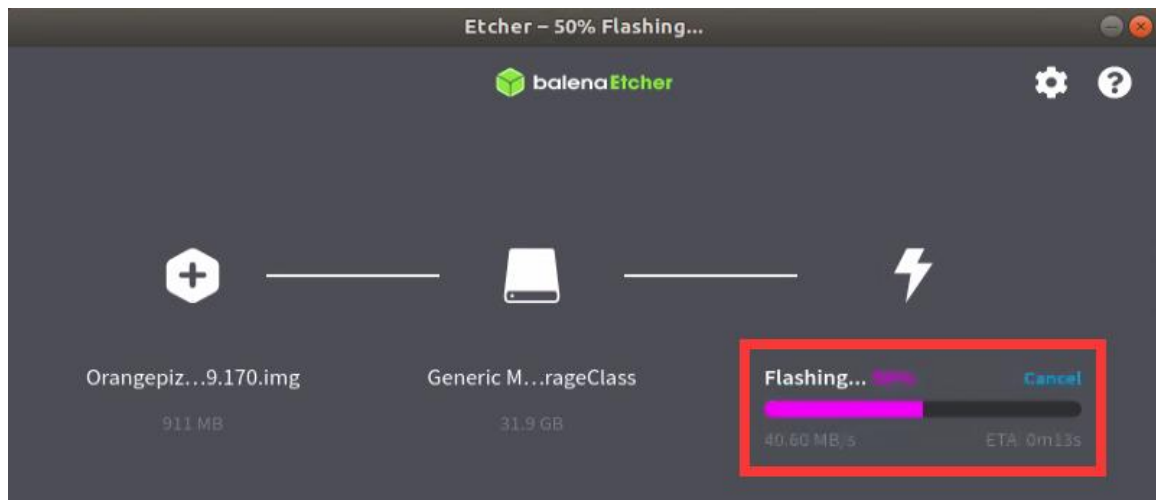 Etcher – 50% Flashing...
balenaEtcher
Orangepiz...9.170.img
911 MB
Generic M...rageClass
31.9 GB
Flashing... 50%
Cancel
40.60 MB/s
ETA: 0m13s